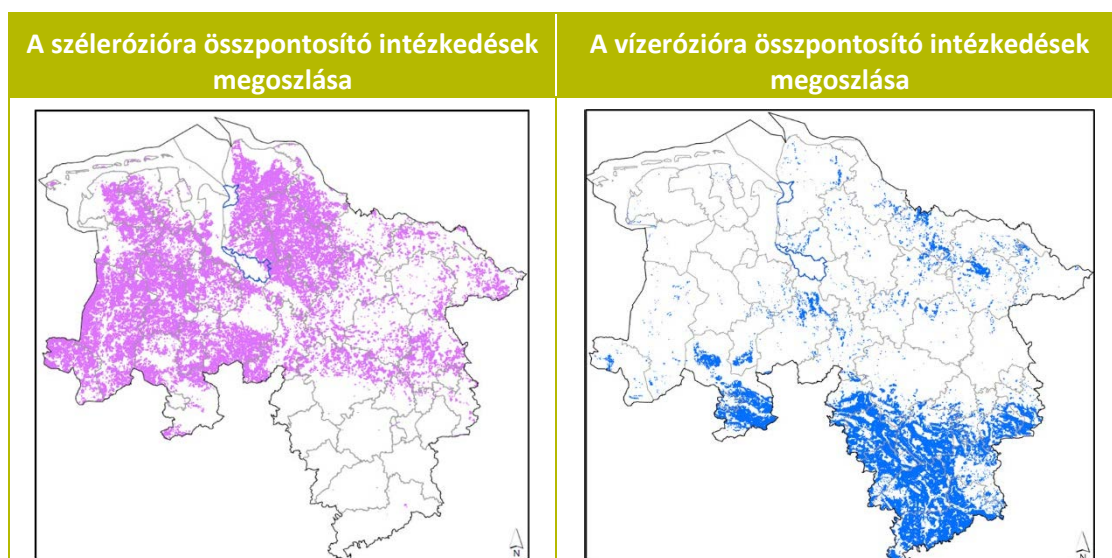 A szélerózióra összpontosító intézkedések
megoszlása
A vízerózióra összpontosító intézkedések
megoszlása
N
N